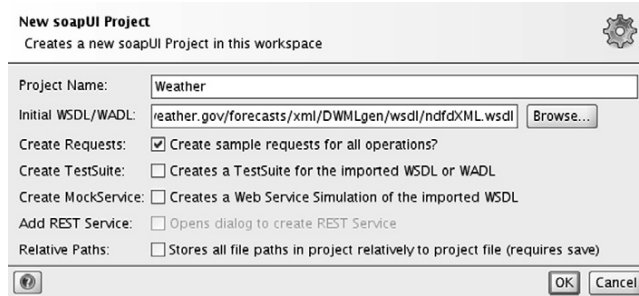 New soapUI Project
Creates a new soapUI Project in this workspace
Project Name: Weather
Initial WSDL/WADL: eather.gov/forecasts/xml/DWMLgen/wsdl/ndfdXML.wsdl Browse...
Create Requests: Create sample requests for all operations?
Create TestSuite: Creates a TestSuite for the imported WSDL or WADL
Create MockService: Creates a Web Service Simulation of the imported WSDL
Add REST Service: Opens dialog to create REST Service
Relative Paths: Stores all file paths in project relatively to project file (requires save)
? OK Cancel